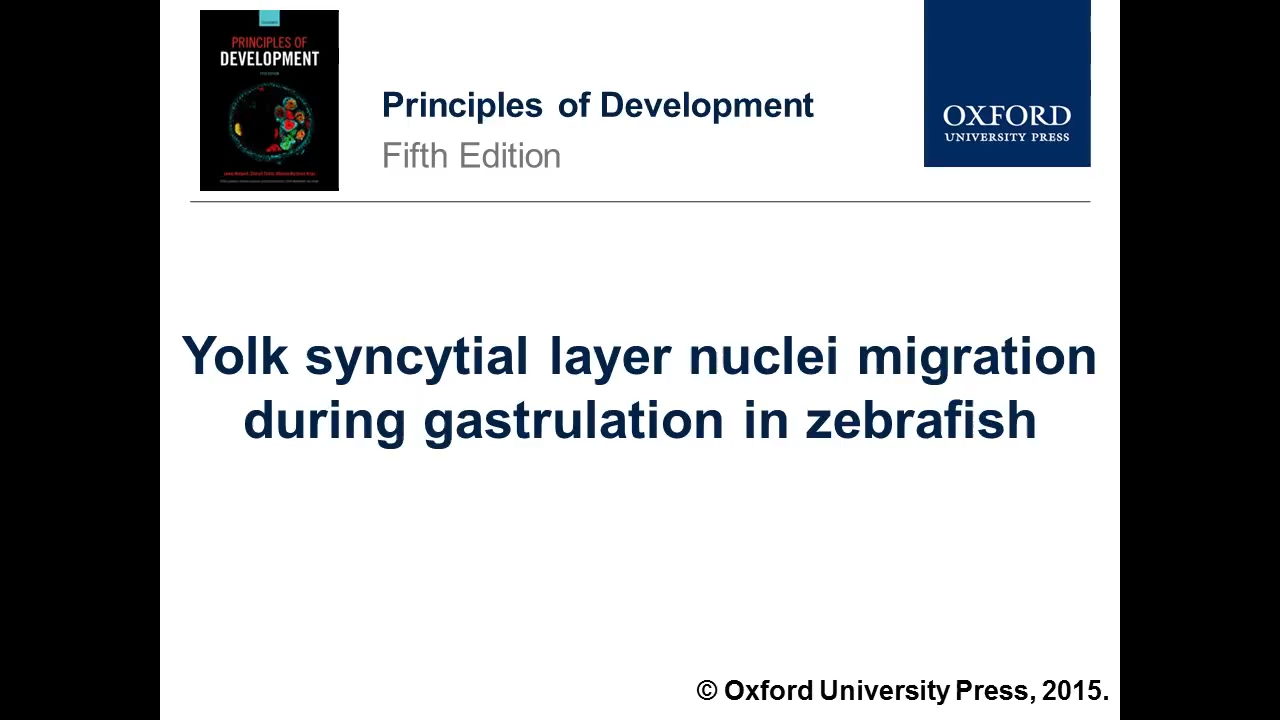 PRINCIPLES OF
DEVELOPMENT
Principles of Development
Fifth Edition
OXFORD
UNIVERSITY PRESS
Yolk syncytial layer nuclei migration
during gastrulation in zebrafish
© Oxford University Press, 2015.